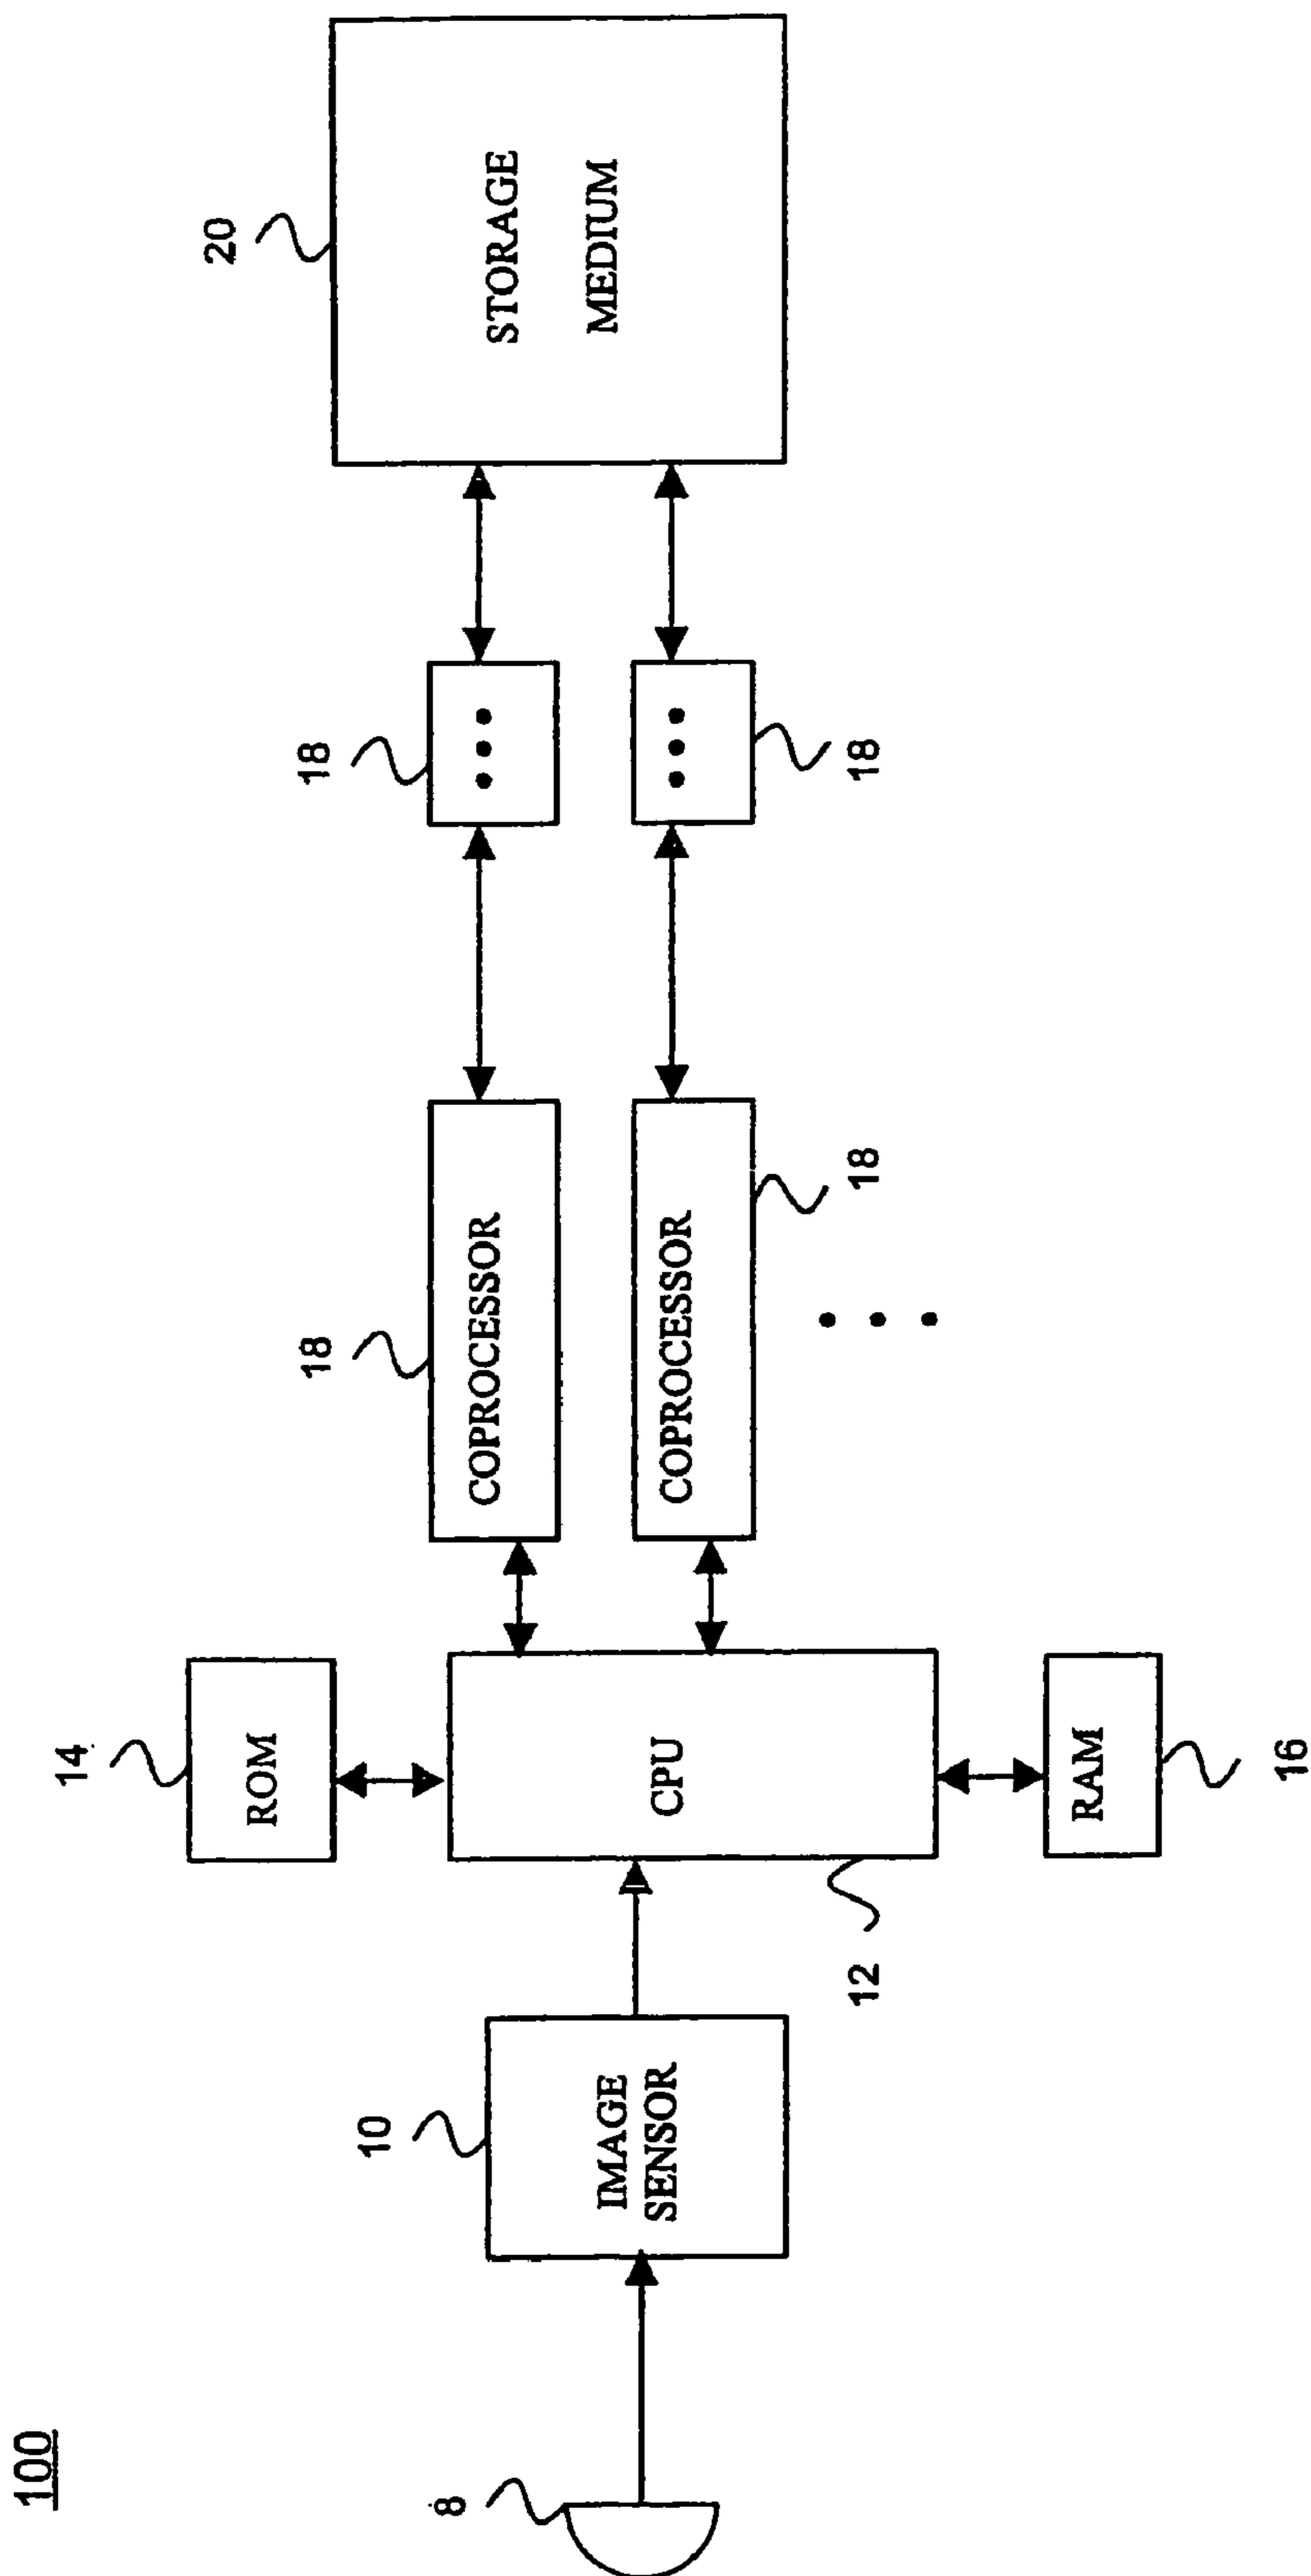 100
8
10
IMAGE
SENSOR
12
CPU
14
ROM
16
RAM
18
COPROCESSOR
18
COPROCESSOR
18
18
20
STORAGE
MEDIUM